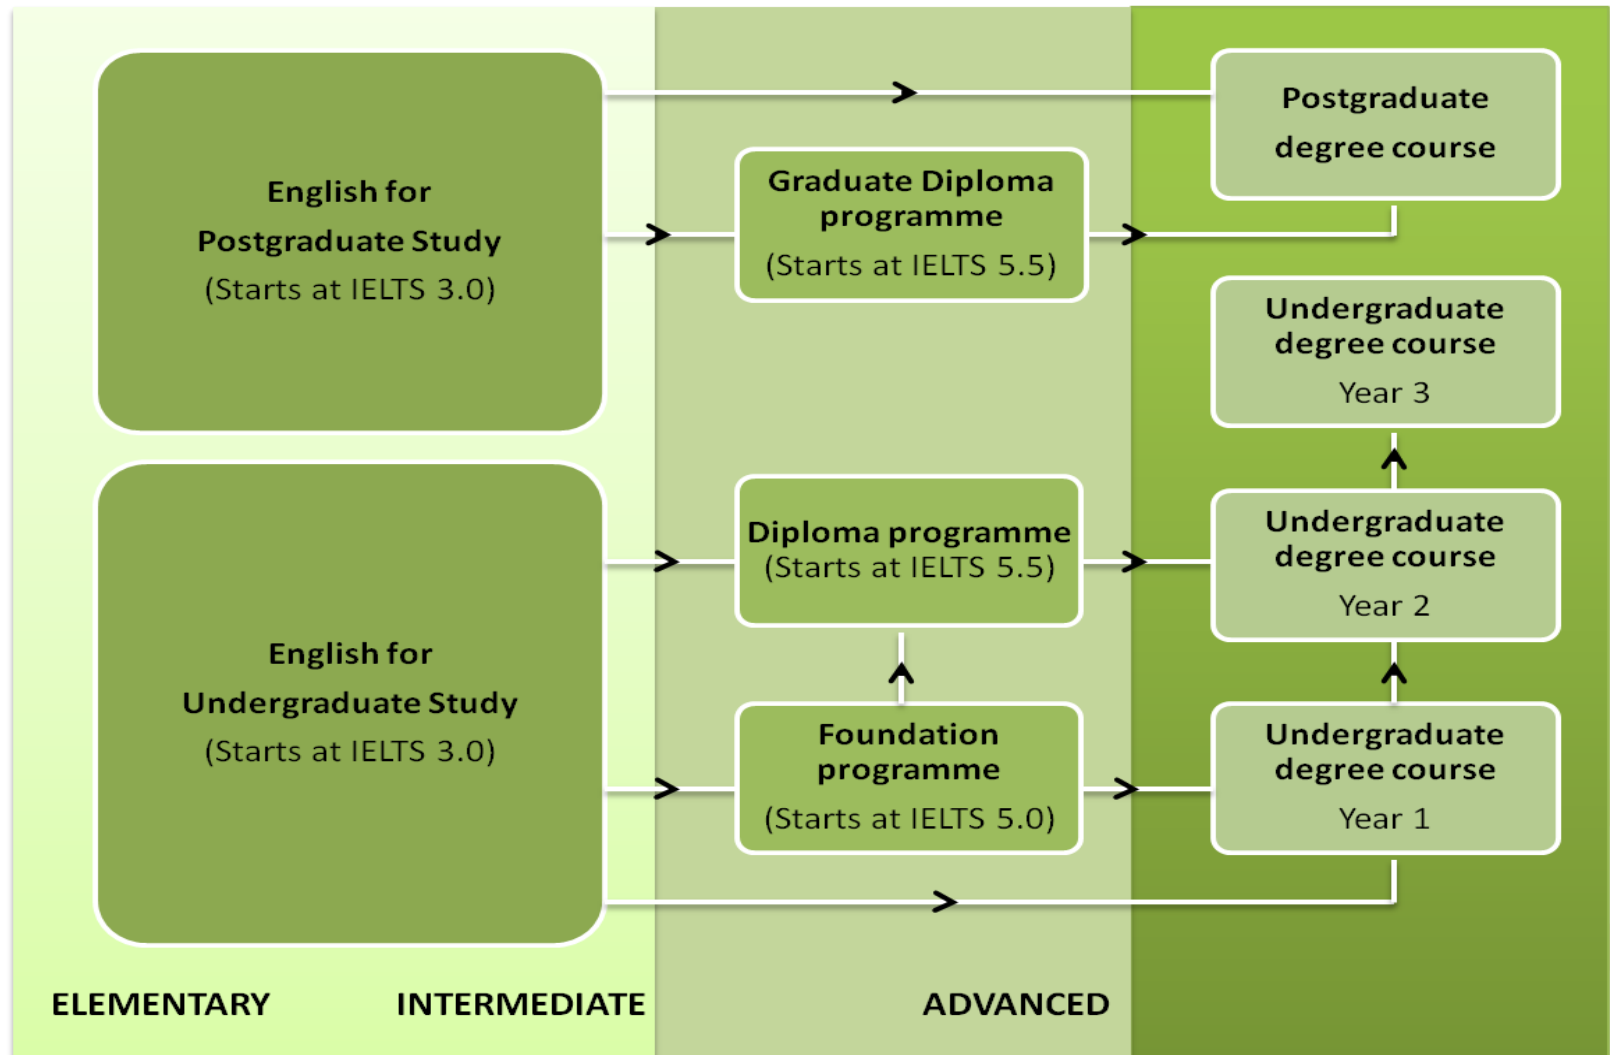 English for
Postgraduate Study
(Starts at IELTS 3.0)
Graduate Diploma
programme
(Starts at IELTS 5.5)
Postgraduate
degree course
Undergraduate
degree course
Year 3
English for
Undergraduate Study
(Starts at IELTS 3.0)
Diploma programme
(Starts at IELTS 5.5)
Undergraduate
degree course
Year 2
Foundation
programme
(Starts at IELTS 5.0)
Undergraduate
degree course
Year 1
ELEMENTARY
INTERMEDIATE
ADVANCED